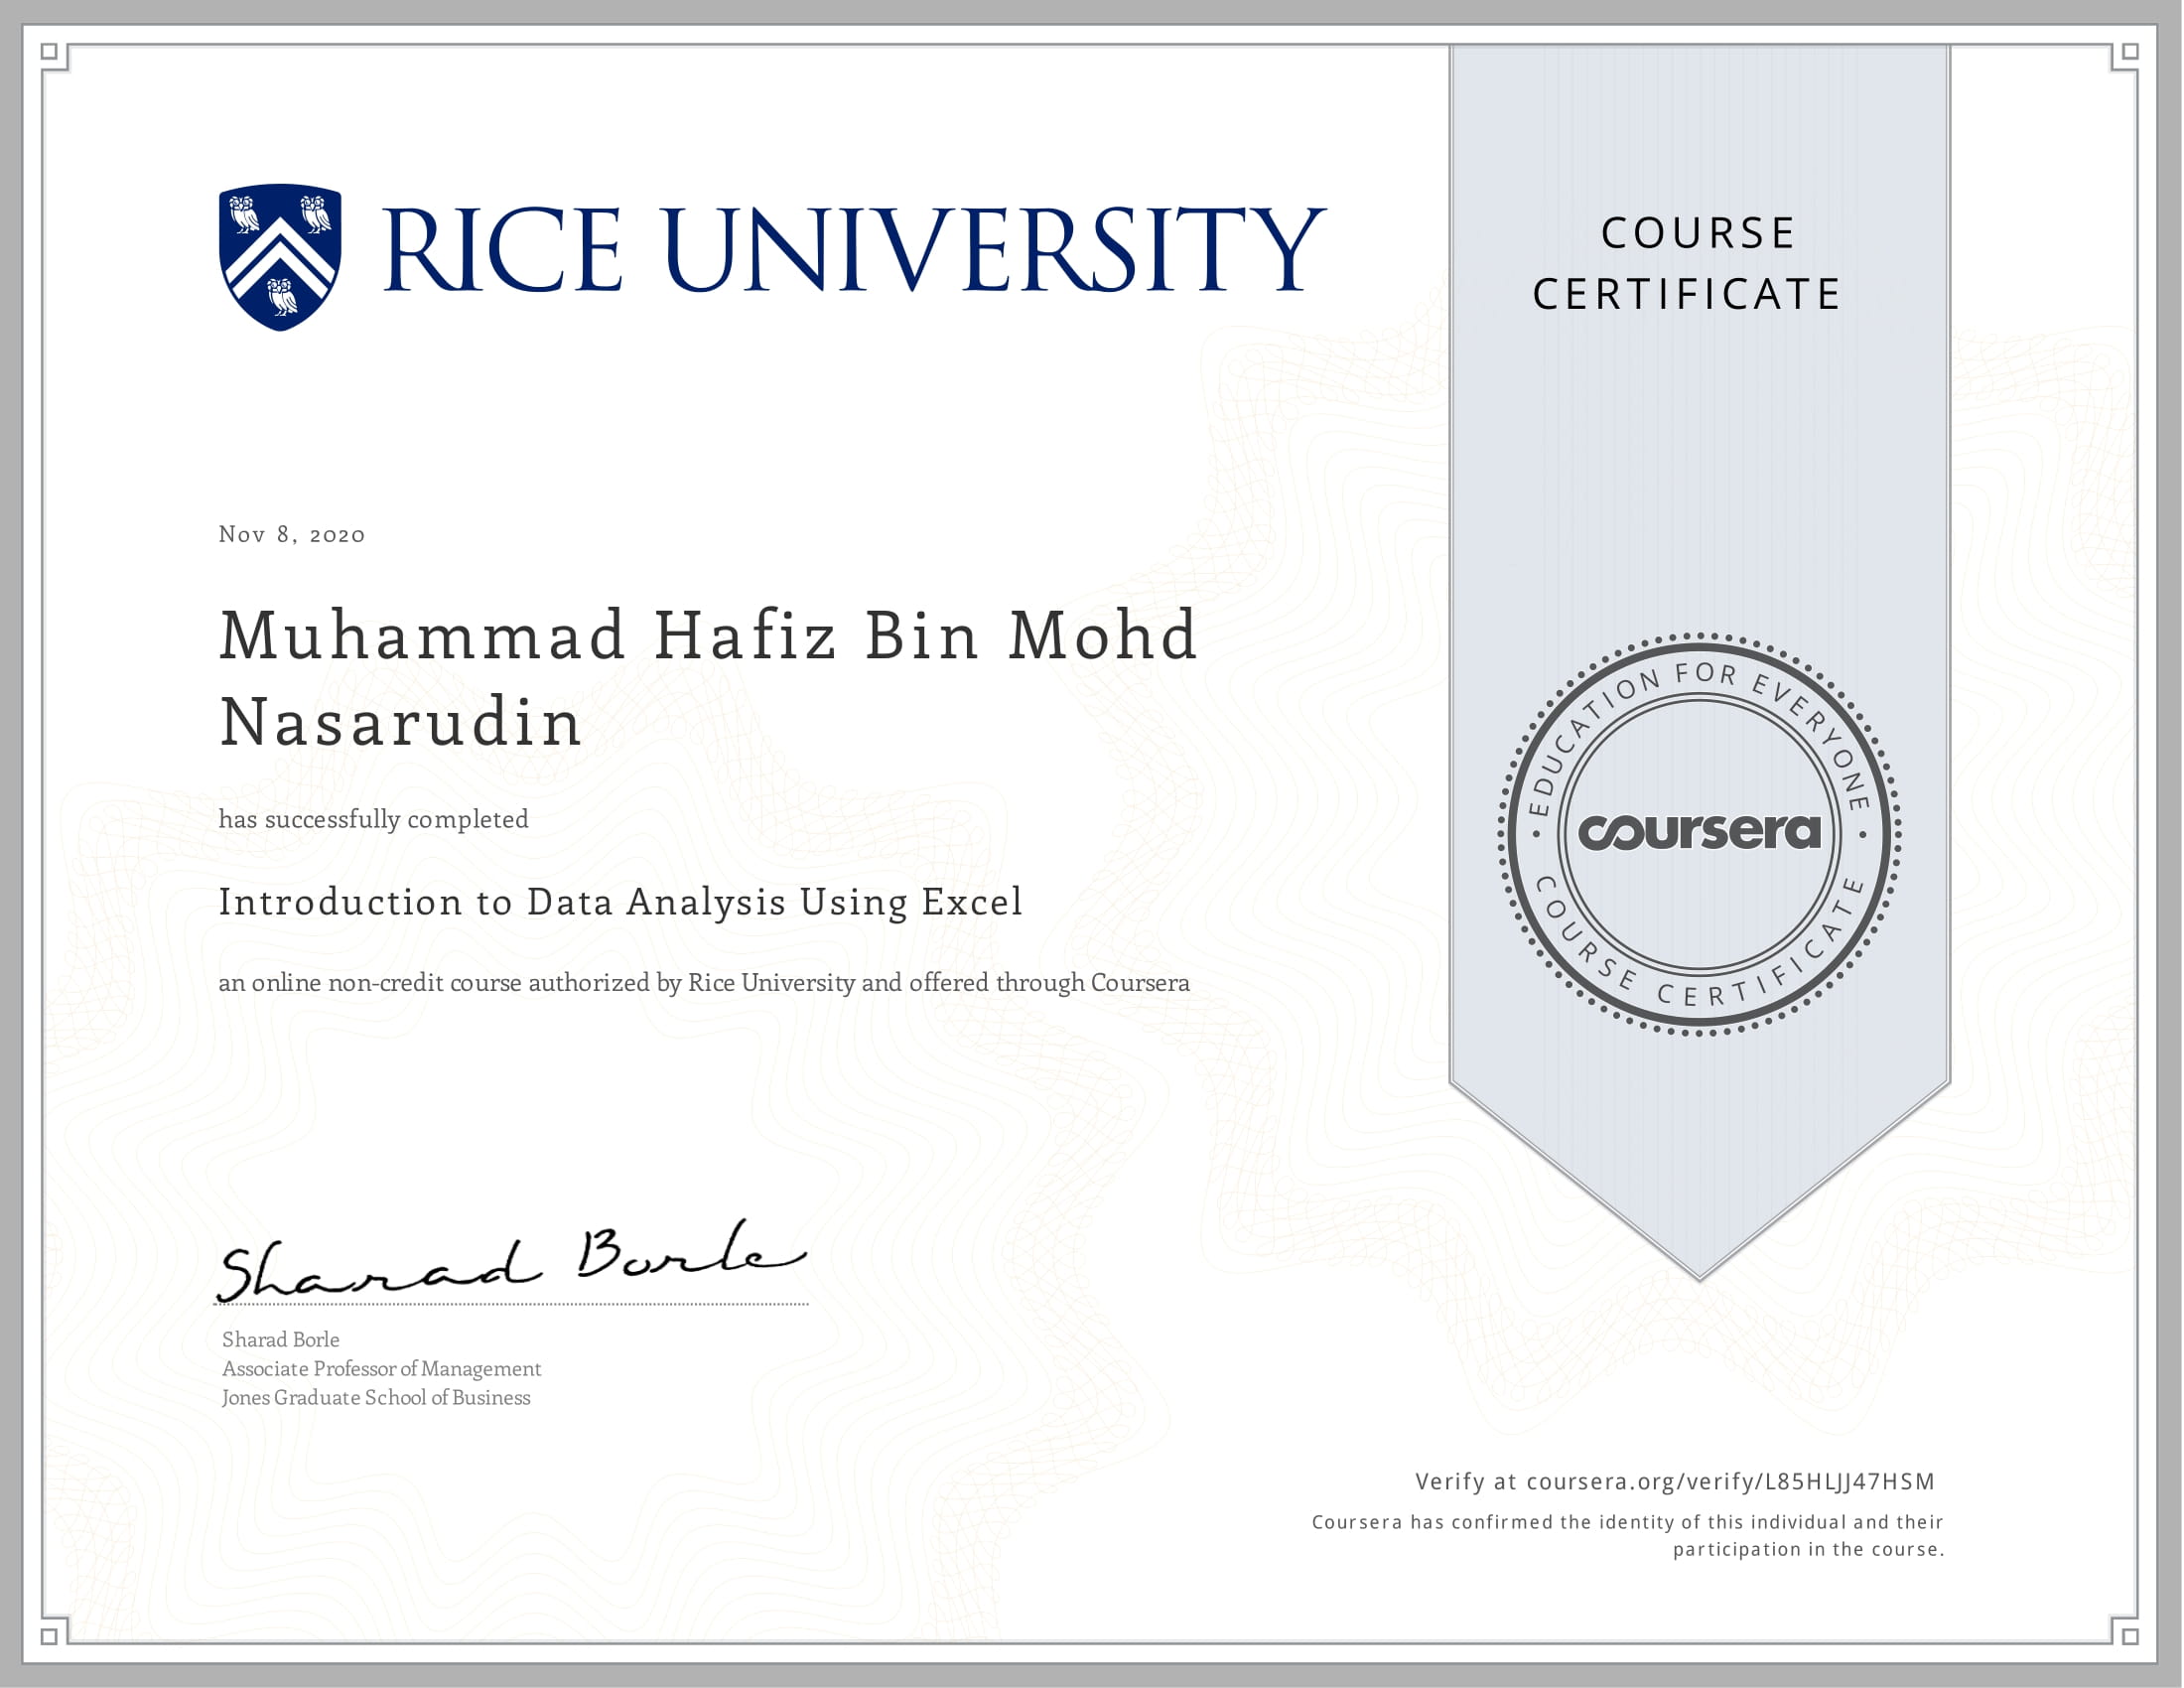 RICE UNIVERSITY
COURSE
CERTIFICATE
Nov 8, 2020
Muhammad Hafiz Bin Mohd
Nasarudin
has successfully completed
Introduction to Data Analysis Using Excel
an online non-credit course authorized by Rice University and offered through Coursera
EDUCATION FOR EVERYONE
coursera
COURSE CERTIFICATE
Sharad Borle
Sharad Borle
Associate Professor of Management
Jones Graduate School of Business
Verify at coursera.org/verify/L85HLJJ47HSM
Coursera has confirmed the identity of this individual and their
participation in the course.